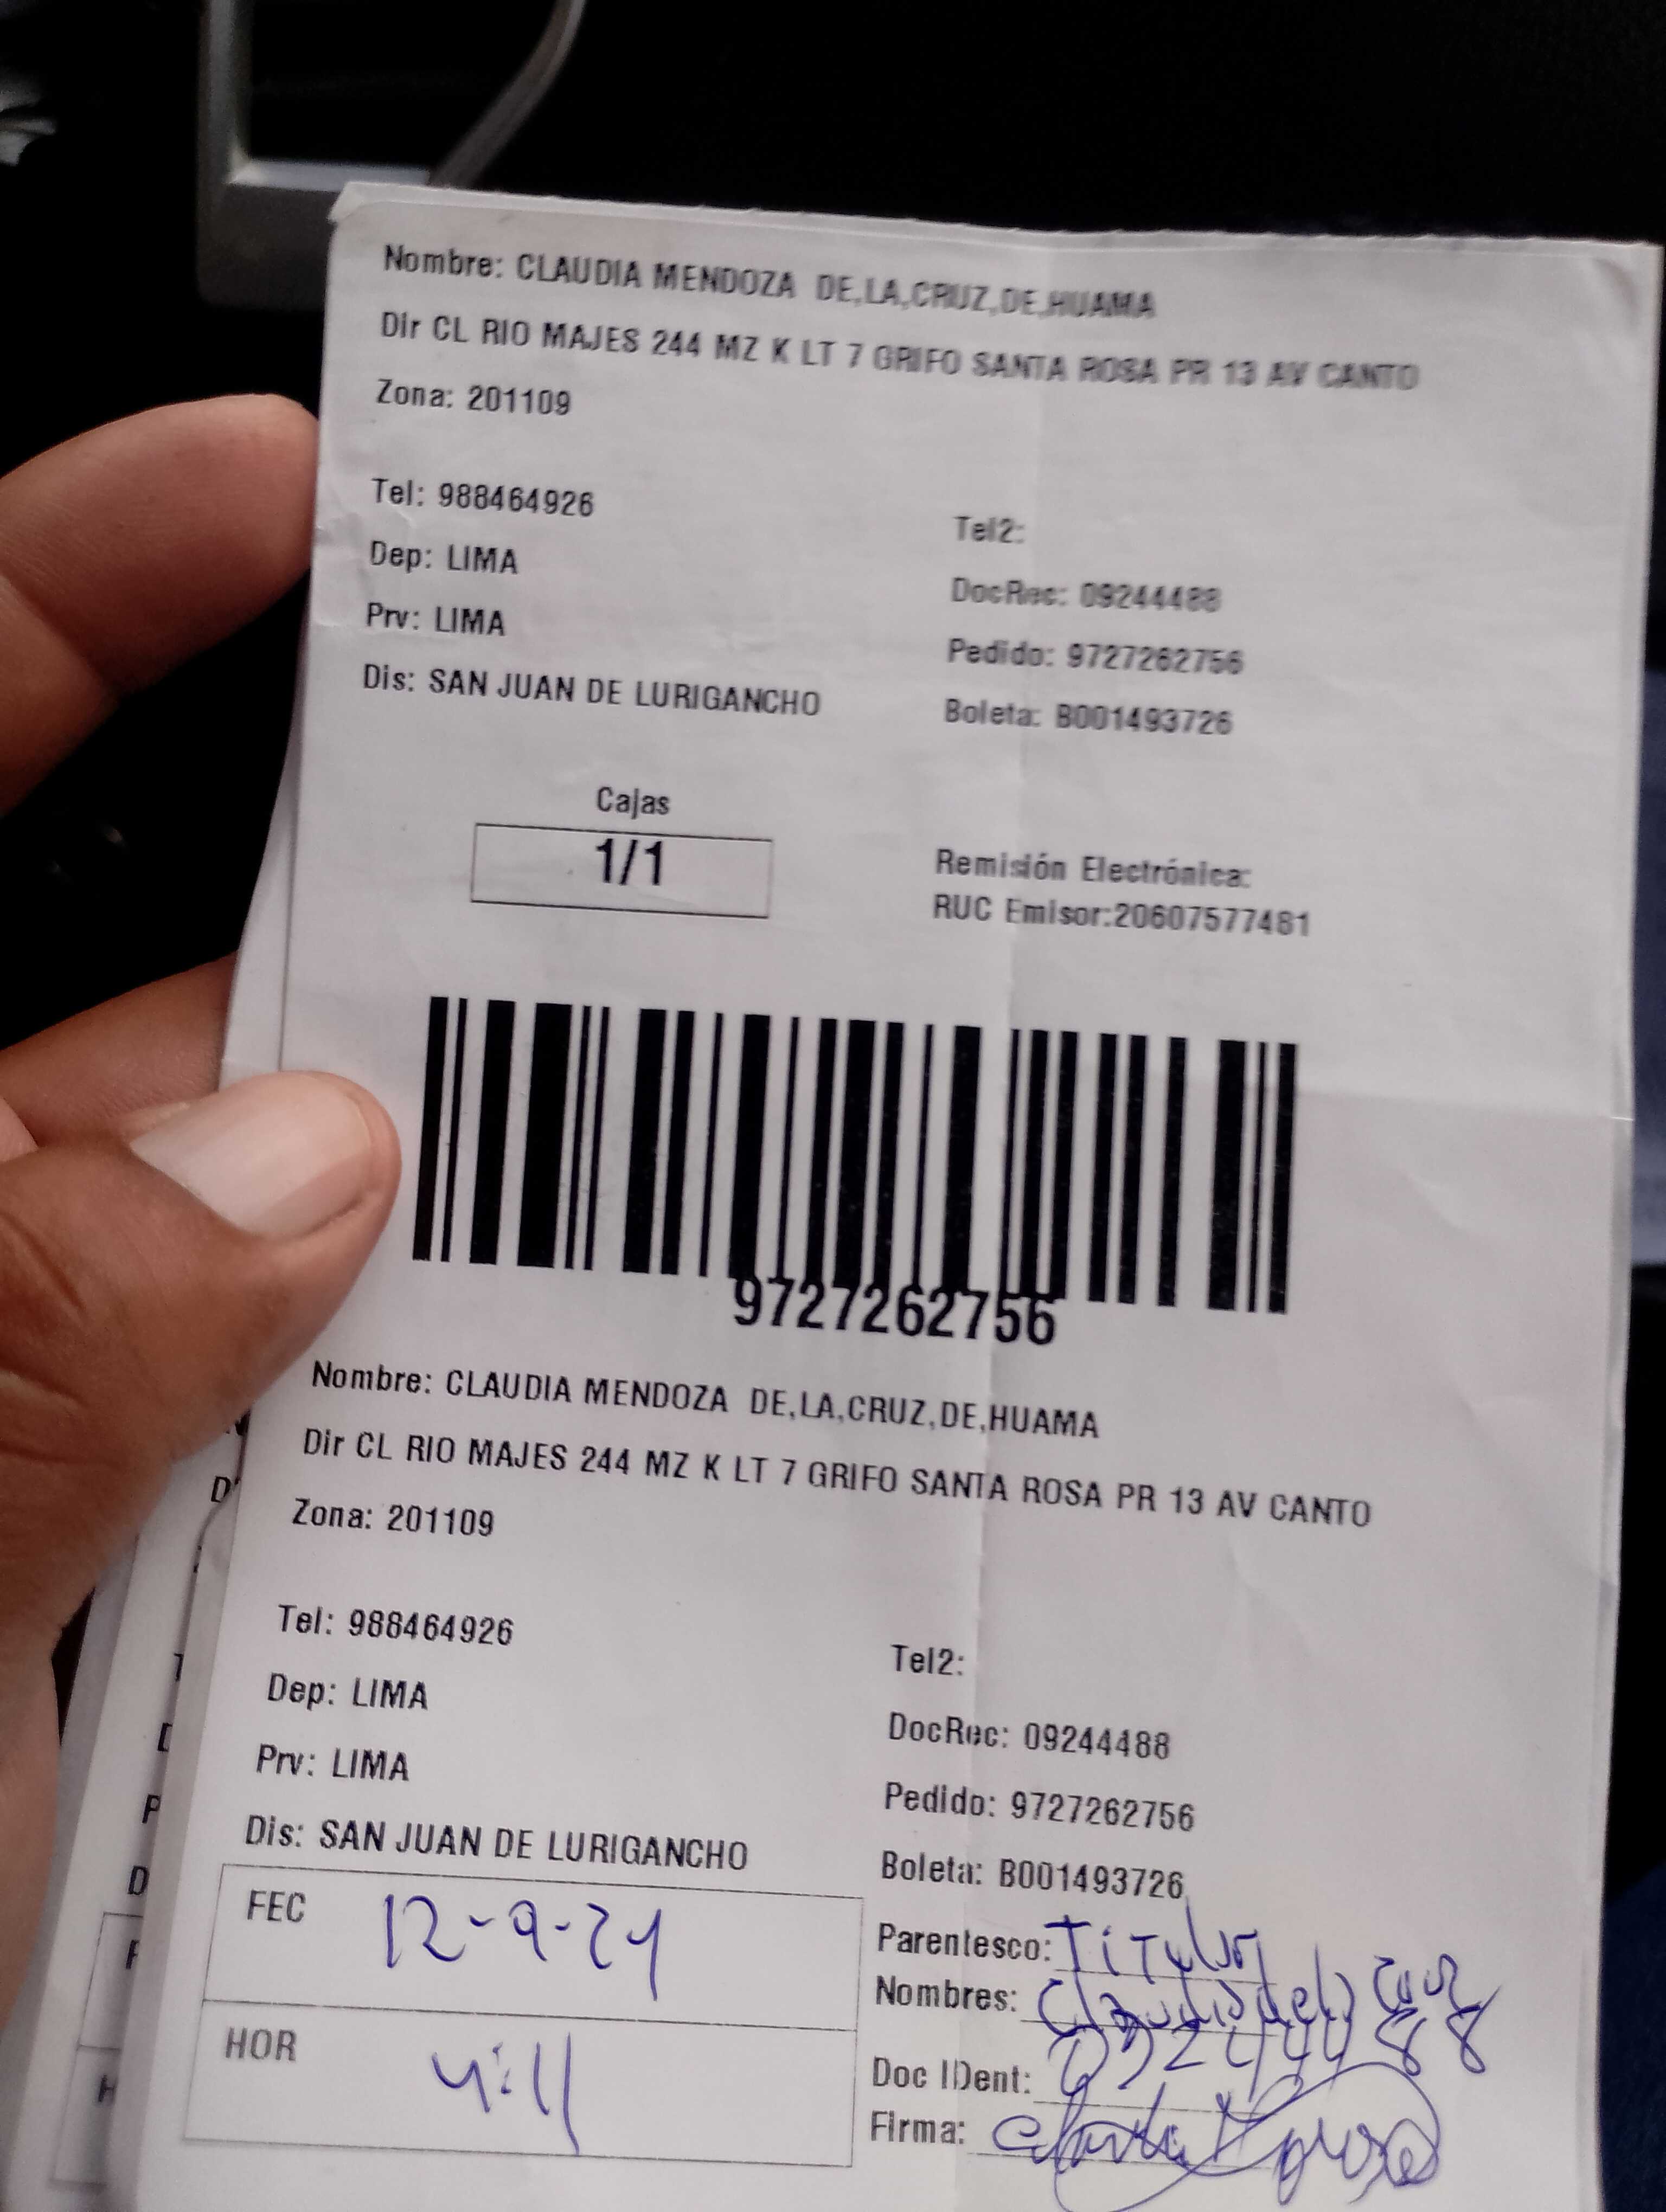 Nombre: CLAUDIA MENDOZA DE,LA,CRUZ,DE,HUAMA
Dir CL RIO MAJES 244 MZ K LT 7 GRIFO SANTA ROSA PR 13 AV CANTO
Zona: 201109
Tel: 988464926
Tel2:
Dep: LIMA
DocRec: 09244488
Prv: LIMA
Pedido: 9727262756
Dis: SAN JUAN DE LURIGANCHO
Boleta: B001493726
Cajas
1/1
Remisión Electrónica:
RUC Emisor:20607577481
9727262756
Nombre: CLAUDIA MENDOZA DE,LA,CRUZ,DE,HUAMA
Dir CL RIO MAJES 244 MZ K LT 7 GRIFO SANTA ROSA PR 13 AV CANTO
Zona: 201109
Tel: 988464926
Tel2:
Dep: LIMA
DocRec: 09244488
Prv: LIMA
Pedido: 9727262756
Dis: SAN JUAN DE LURIGANCHO
Boleta: B001493726
FEC 12-9-24
Parentesco: Titular
Nombres: Claudia
HOR 4:11
Doc IDent: 09244488
Firma: